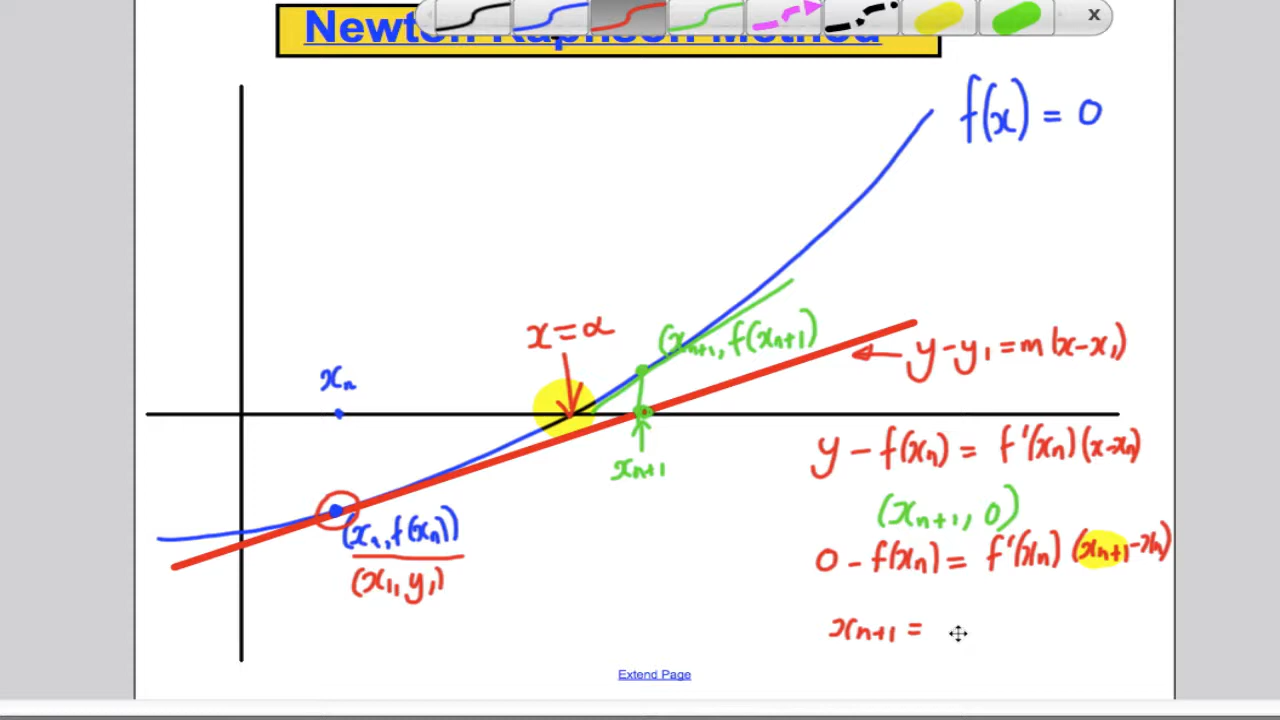 Newton Raphson Method
x
f(x) = 0
x = α
(xₙ₊₁, f(xₙ₊₁))
y - y₁ = m(x - x₁)
xₙ
xₙ₊₁
y - f(xₙ) = f'(xₙ)(x - xₙ)
(xₙ, f(xₙ))
(xₙ₊₁, 0)
(x₁, y₁)
0 - f(xₙ) = f'(xₙ) (xₙ₊₁ - xₙ)
xₙ₊₁ =
Extend Page